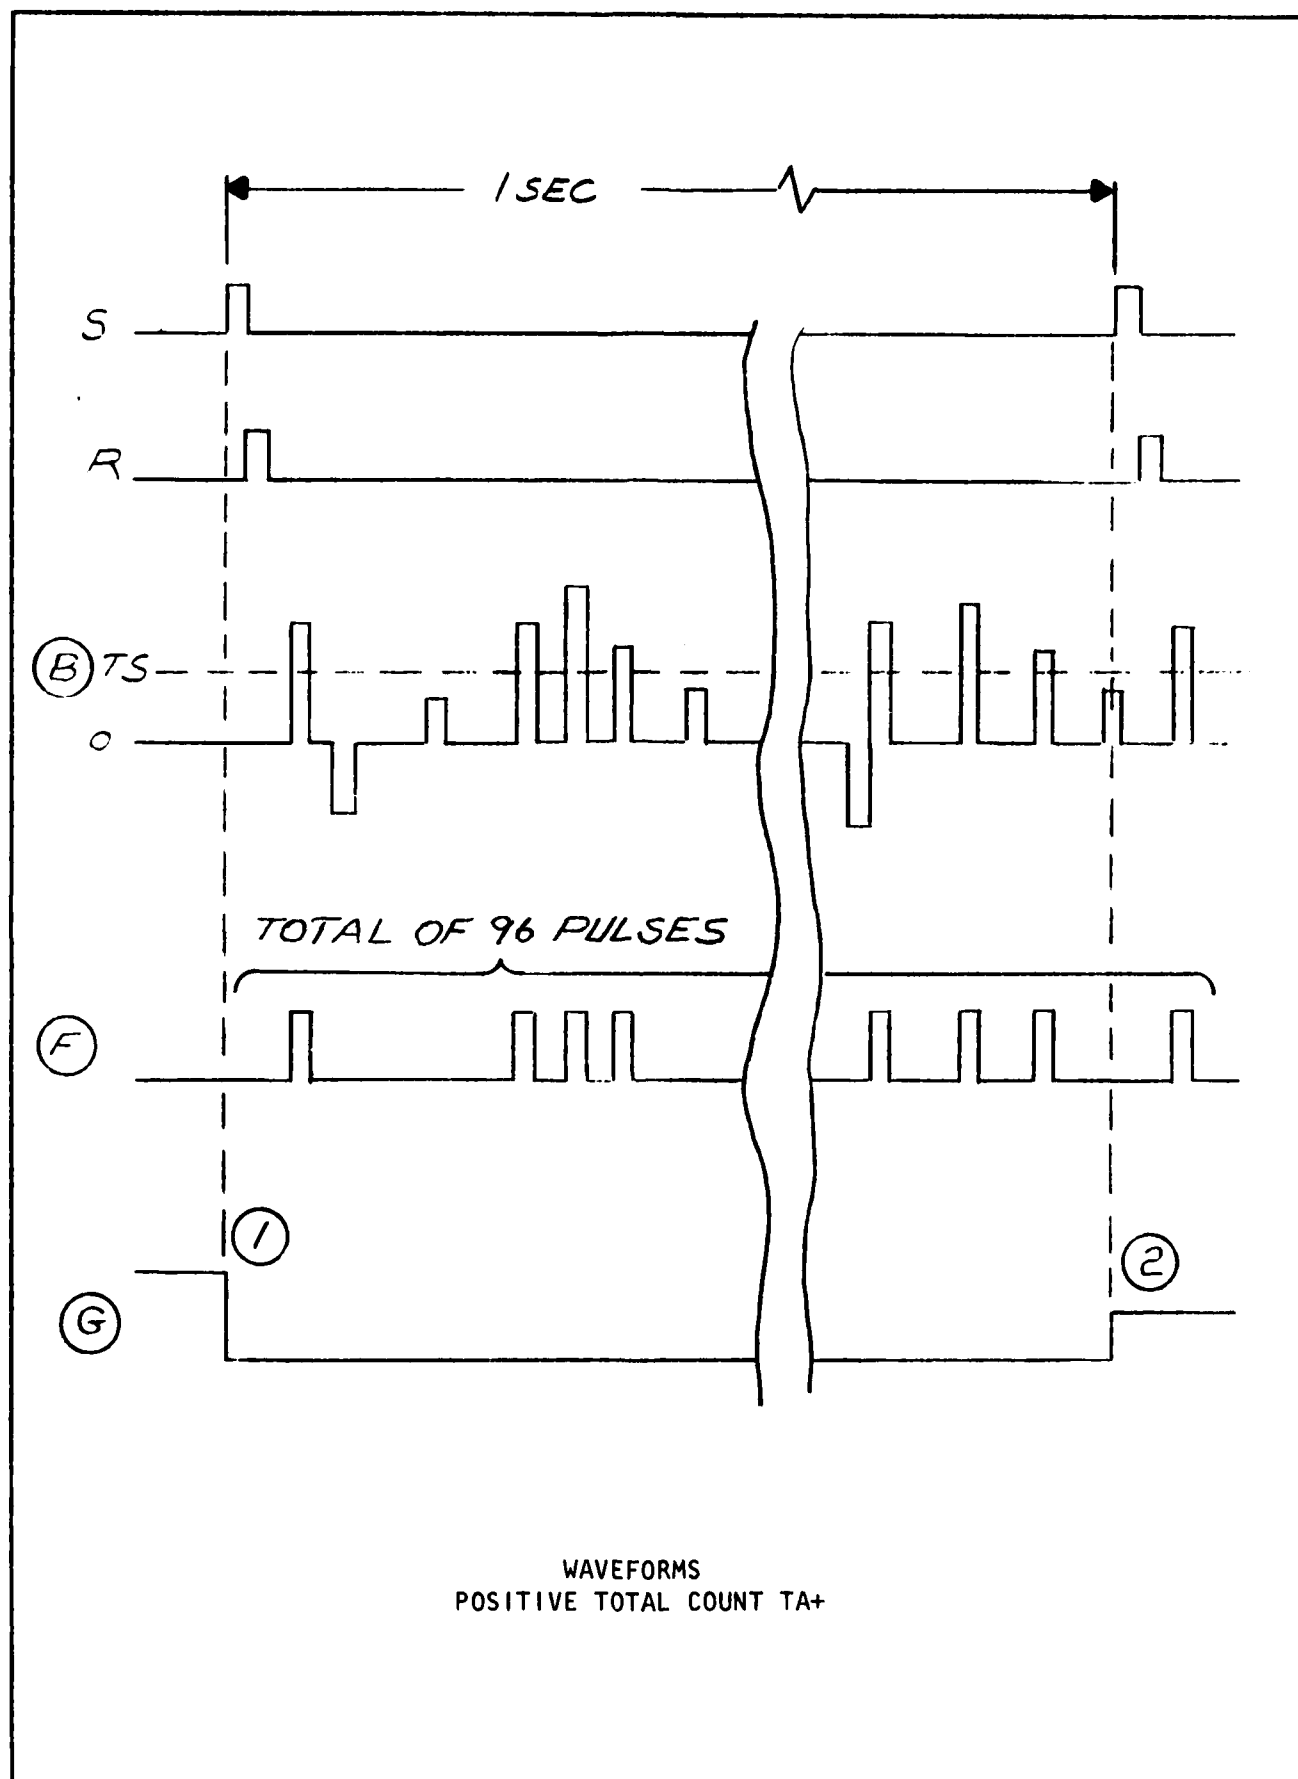 1 SEC
S
R
B TS
0
TOTAL OF 96 PULSES
F
1
2
G
WAVEFORMS
POSITIVE TOTAL COUNT TA+